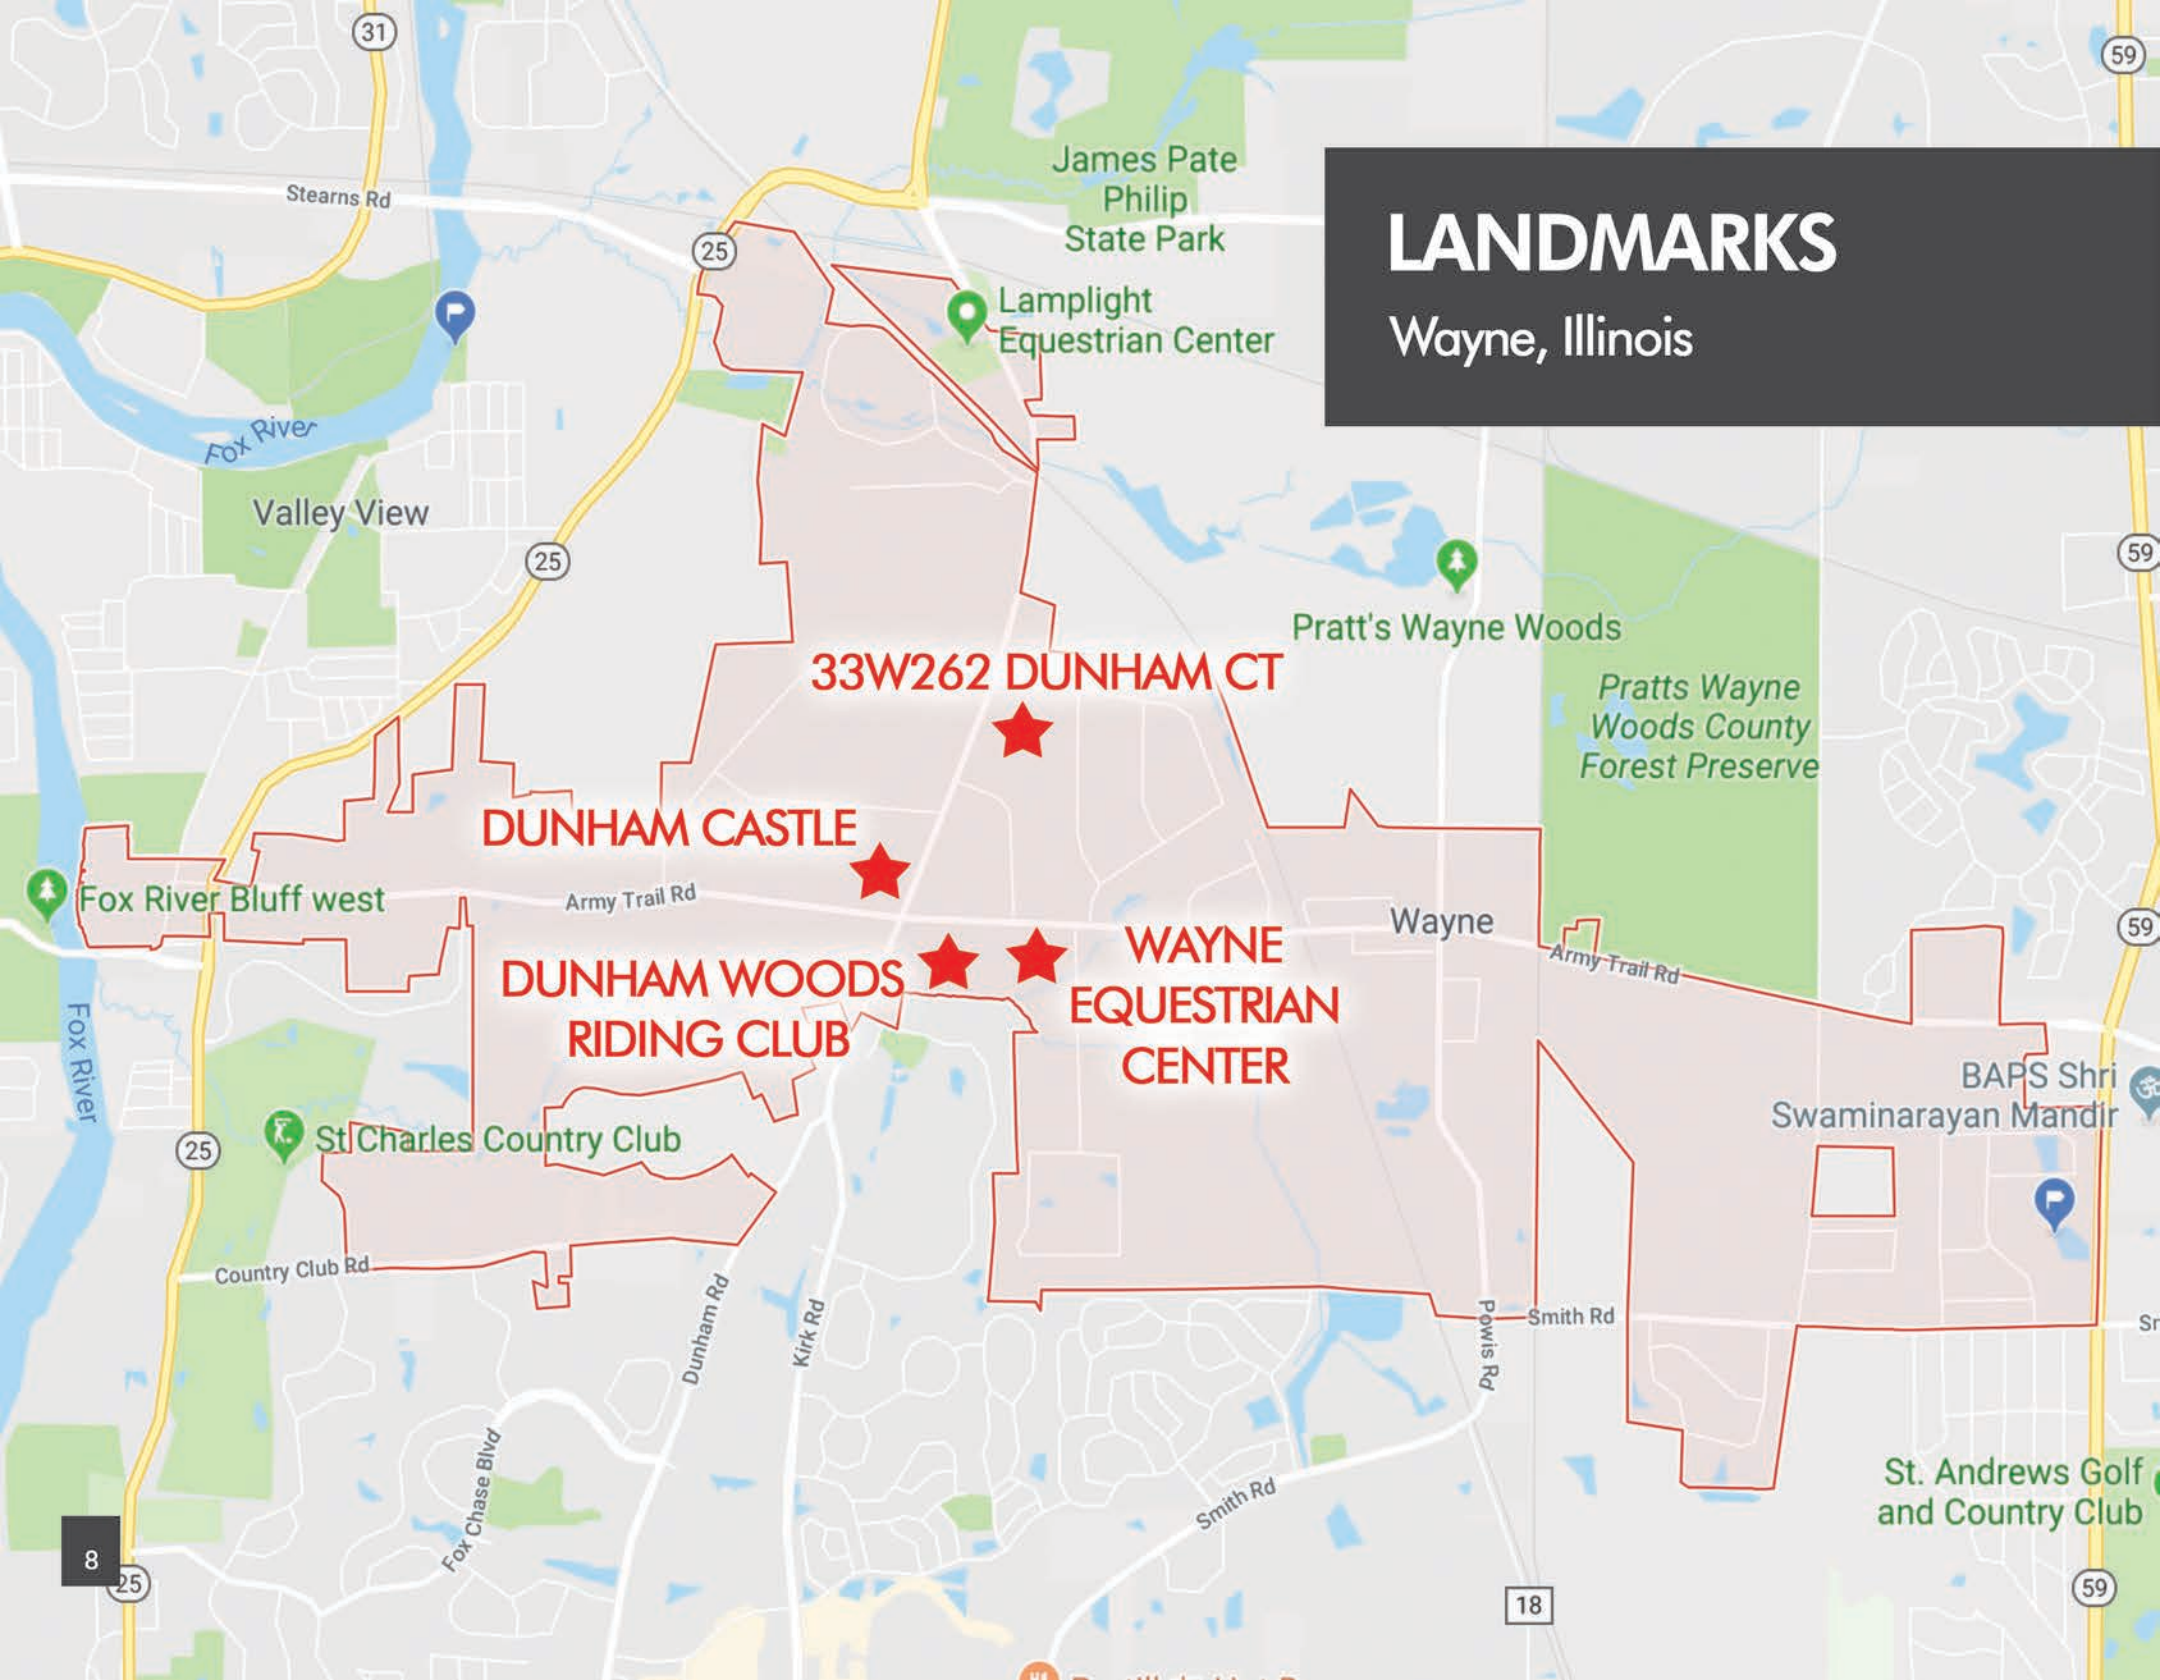 31
59
James Pate
Philip
State Park
LANDMARKS
Wayne, Illinois
Stearns Rd
25
Lamplight
Equestrian Center
P
Fox River
Valley View
25
59
Pratt's Wayne Woods
33W262 DUNHAM CT
Pratts Wayne
Woods County
Forest Preserve
DUNHAM CASTLE
Fox River Bluff west
Army Trail Rd
Wayne
59
WAYNE
EQUESTRIAN
CENTER
DUNHAM WOODS
RIDING CLUB
Army Trail Rd
Fox River
BAPS Shri
Swaminarayan Mandir
25
St Charles Country Club
P
Country Club Rd
Dunham Rd
Kirk Rd
Powis Rd
Smith Rd
Fox Chase Blvd
Smith Rd
St. Andrews Golf
and Country Club
8
25
18
59